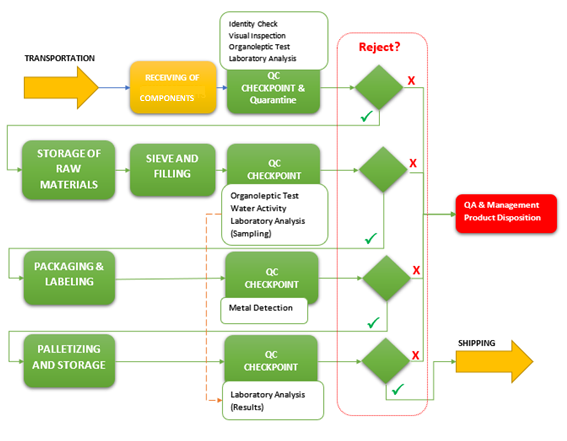 Identity Check
Visual Inspection
Organoleptic Test
Laboratory Analysis
Reject?
TRANSPORTATION
RECEIVING OF
COMPONENTS
QC
CHECKPOINT &
Quarantine
X
STORAGE OF
RAW
MATERIALS
SIEVE AND
FILLING
QC
CHECKPOINT
X
Organoleptic Test
Water Activity
Laboratory Analysis
(Sampling)
QA & Management
Product Disposition
PACKAGING &
LABELING
QC
CHECKPOINT
X
Metal Detection
PALLETIZING
AND STORAGE
QC
CHECKPOINT
X
SHIPPING
Laboratory Analysis
(Results)